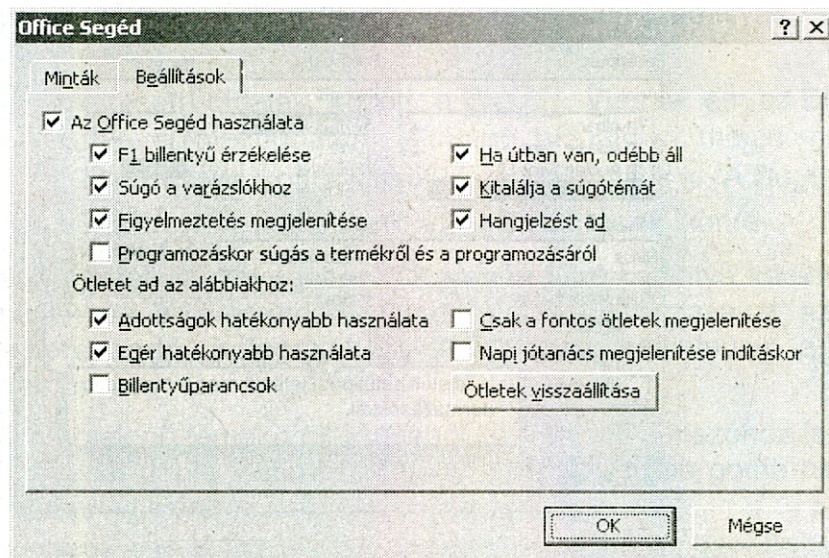 Office Segéd
Minták Beállítások
Az Office Segéd használata
F1 billentyű érzékelése
Ha útban van, odébb áll
Súgó a varázslókhoz
Kitalálja a súgótémát
Figyelmeztetés megjelenítése
Hangjelzést ad
Programozáskor súgás a termékről és a programozásáról
Ötletet ad az alábbiakhoz:
Adottságok hatékonyabb használata
Csak a fontos ötletek megjelenítése
Egér hatékonyabb használata
Napi jótanács megjelenítése indításkor
Billentyűparancsok
Ötletek visszaállítása
OK Mégse